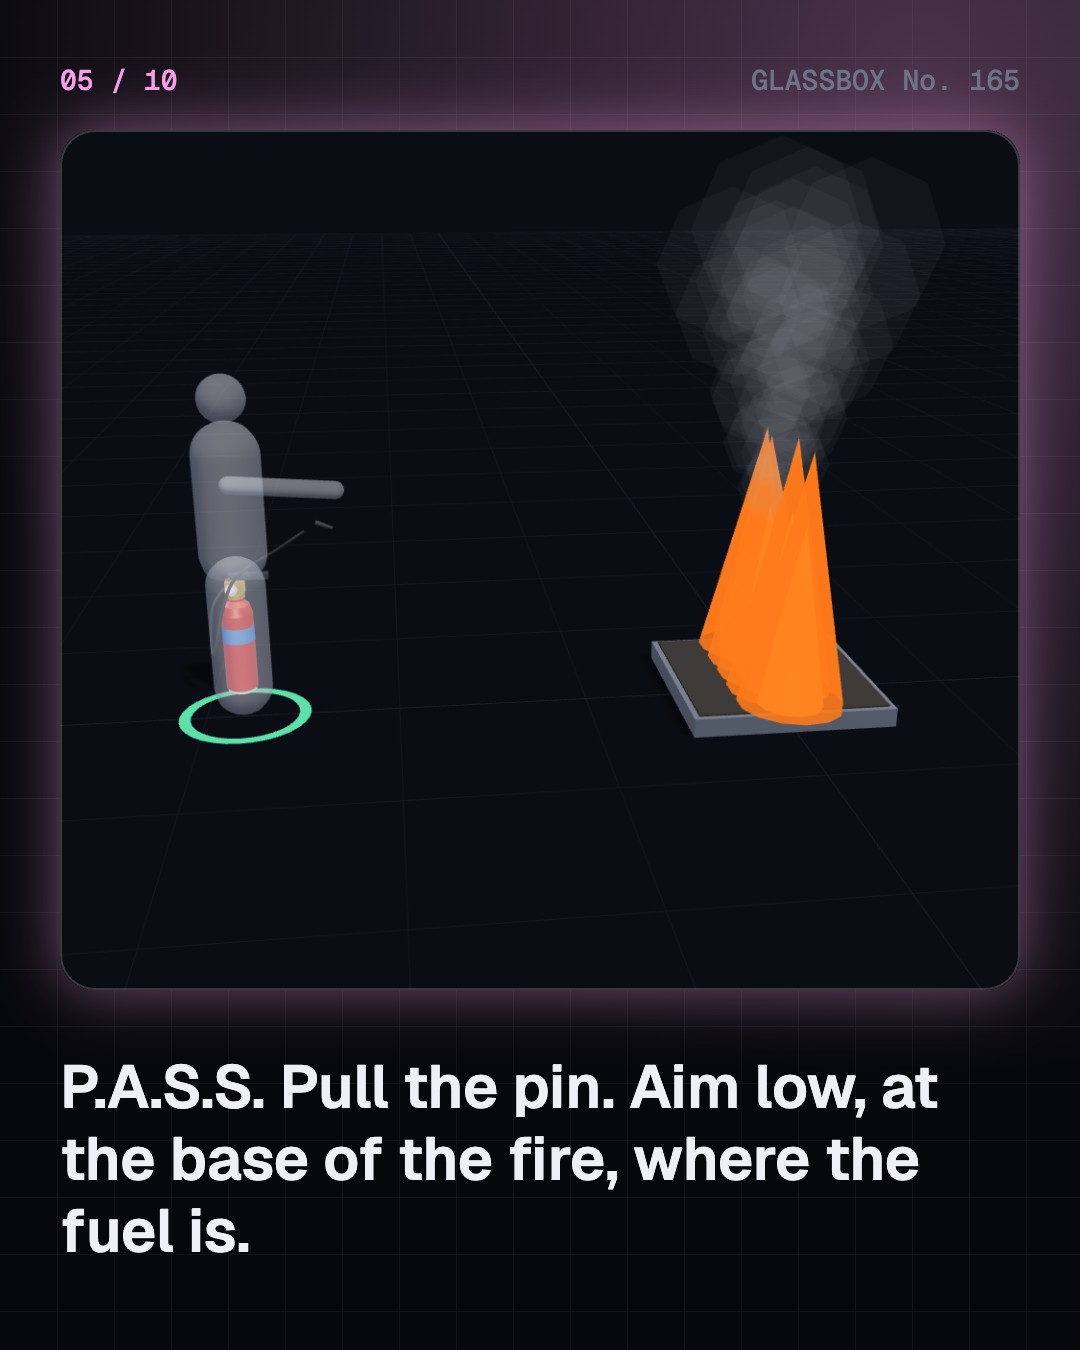 05 / 10
GLASSBOX No. 165
P.A.S.S. Pull the pin. Aim low, at
the base of the fire, where the
fuel is.